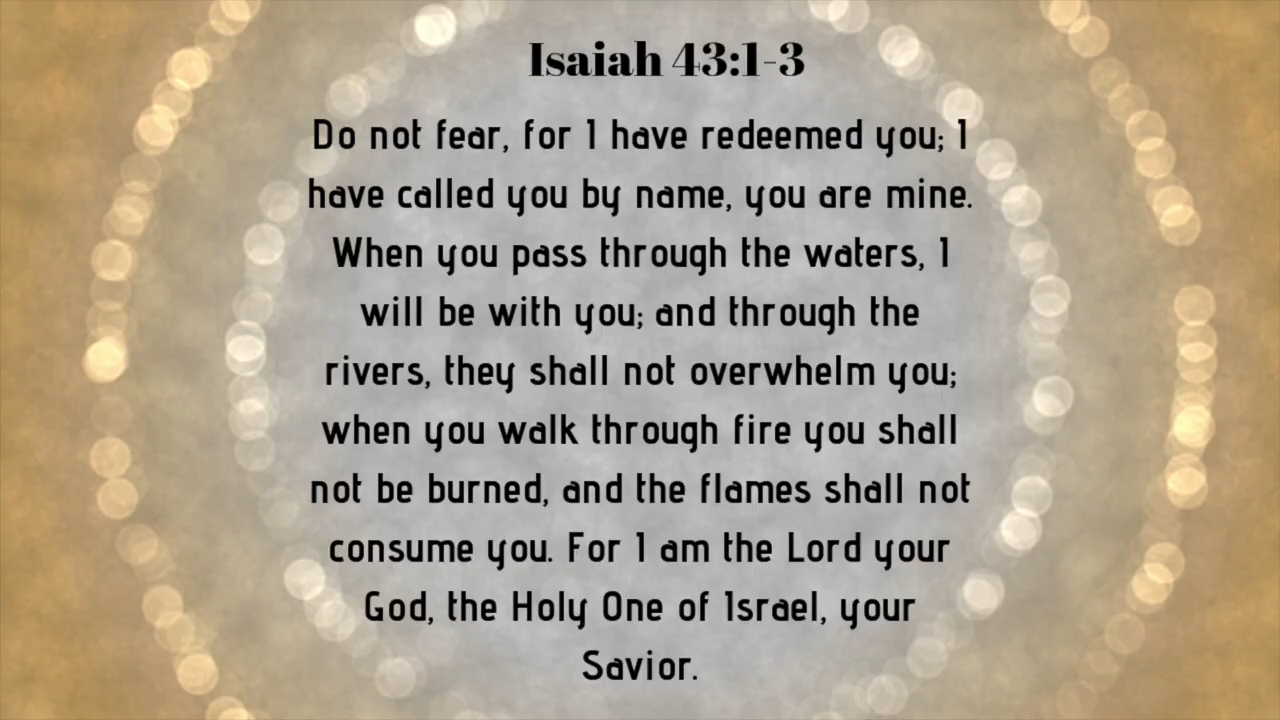 Isaiah 43:1-3
Do not fear, for I have redeemed you; I
have called you by name, you are mine.
When you pass through the waters, I
will be with you; and through the
rivers, they shall not overwhelm you;
when you walk through fire you shall
not be burned, and the flames shall not
consume you. For I am the Lord your
God, the Holy One of Israel, your
Savior.